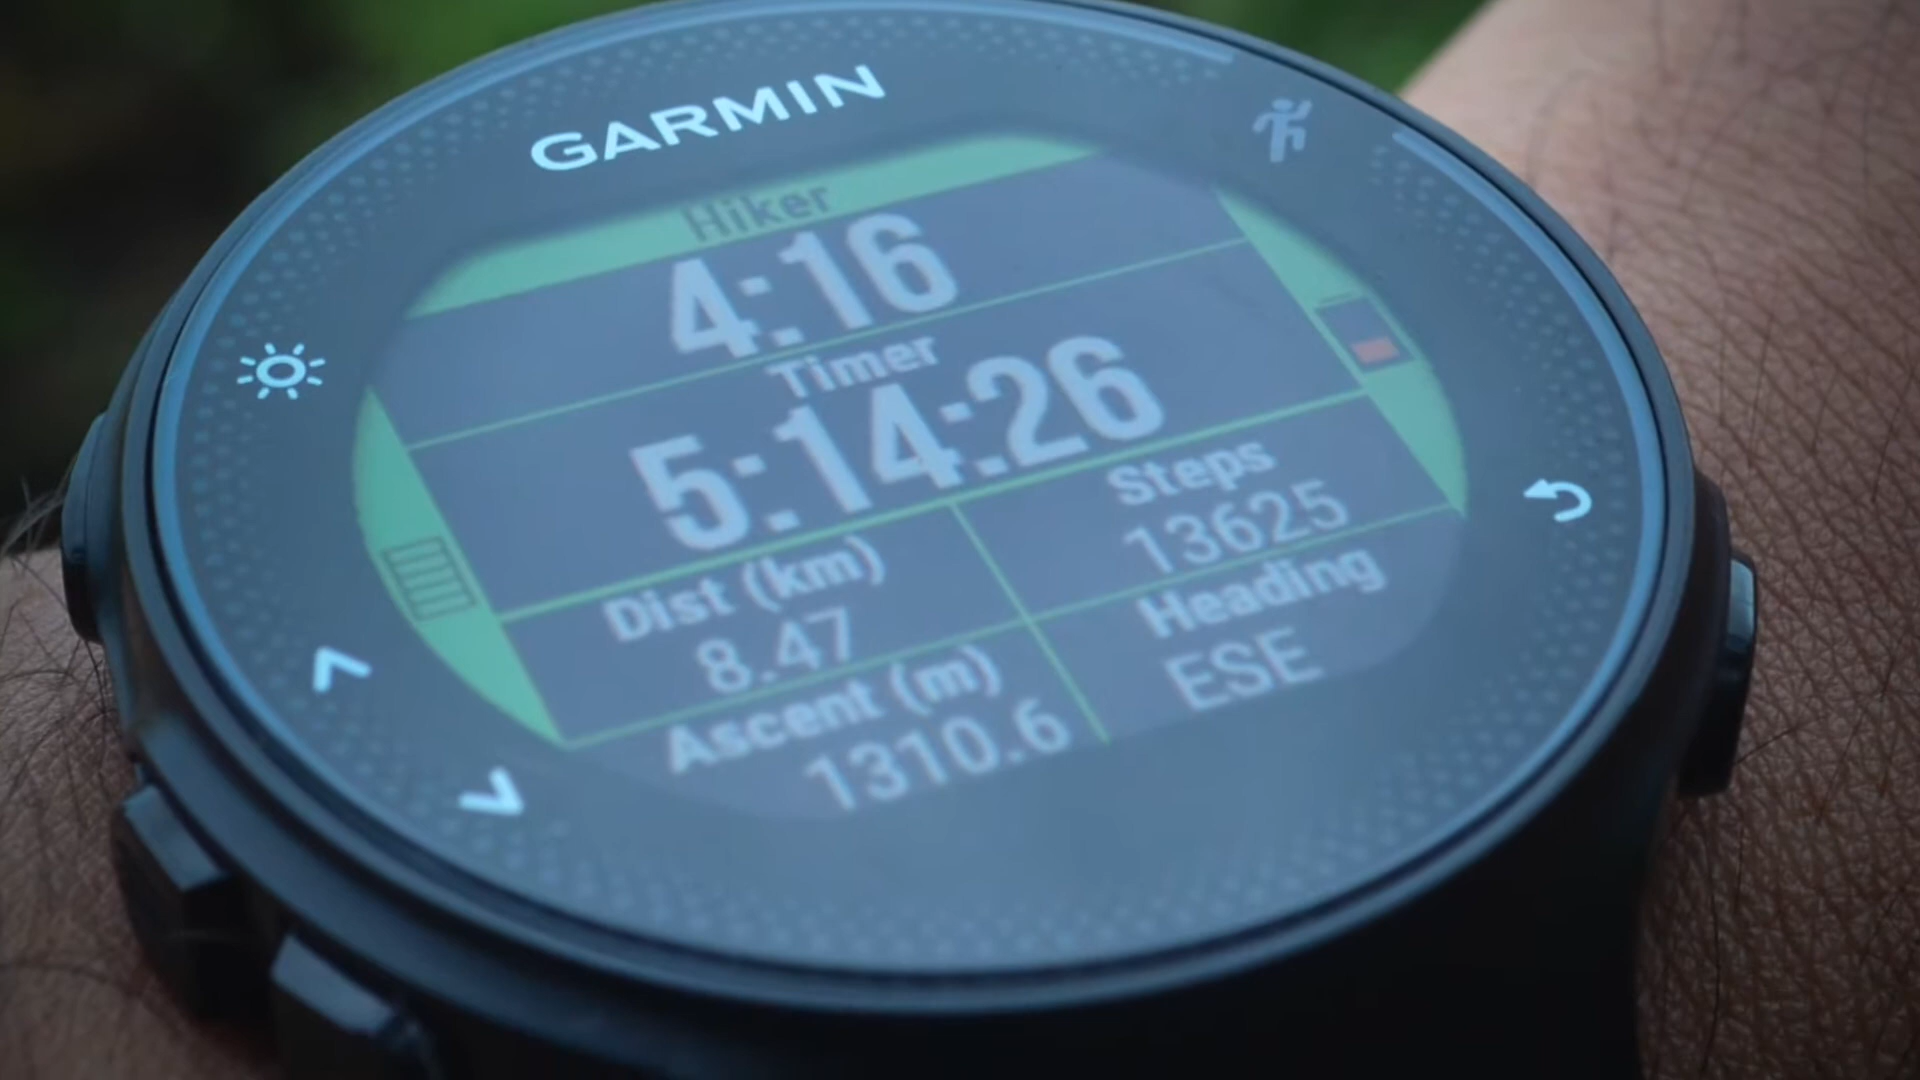 GARMIN
Hiker
4:16
Timer
5:14:26
Steps
13625
Dist (km)
8.47
Heading
ESE
Ascent (m)
1310.6